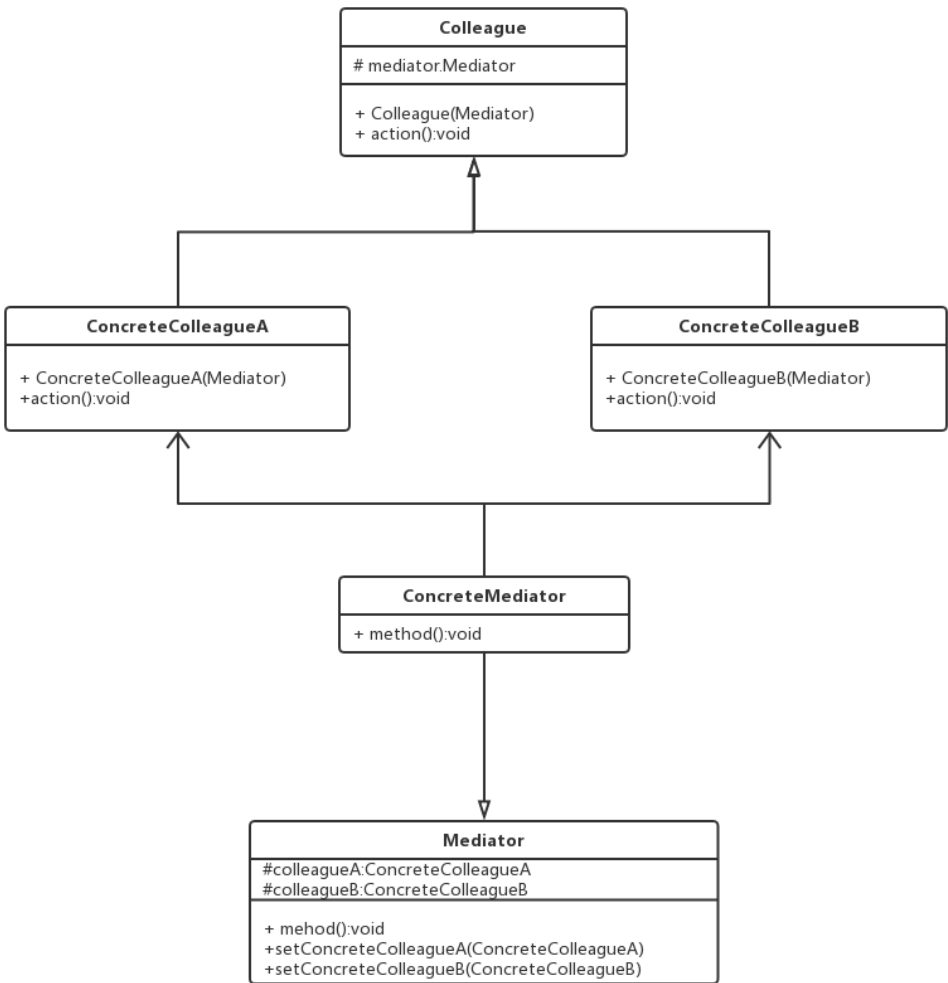 Colleague
# mediator.Mediator
+ Colleague(Mediator)
+ action():void
ConcreteColleagueA
+ ConcreteColleagueA(Mediator)
+action():void
ConcreteColleagueB
+ ConcreteColleagueB(Mediator)
+action():void
ConcreteMediator
+ method():void
Mediator
#colleagueA:ConcreteColleagueA
#colleagueB:ConcreteColleagueB
+ mehod():void
+setConcreteColleagueA(ConcreteColleagueA)
+setConcreteColleagueB(ConcreteColleagueB)